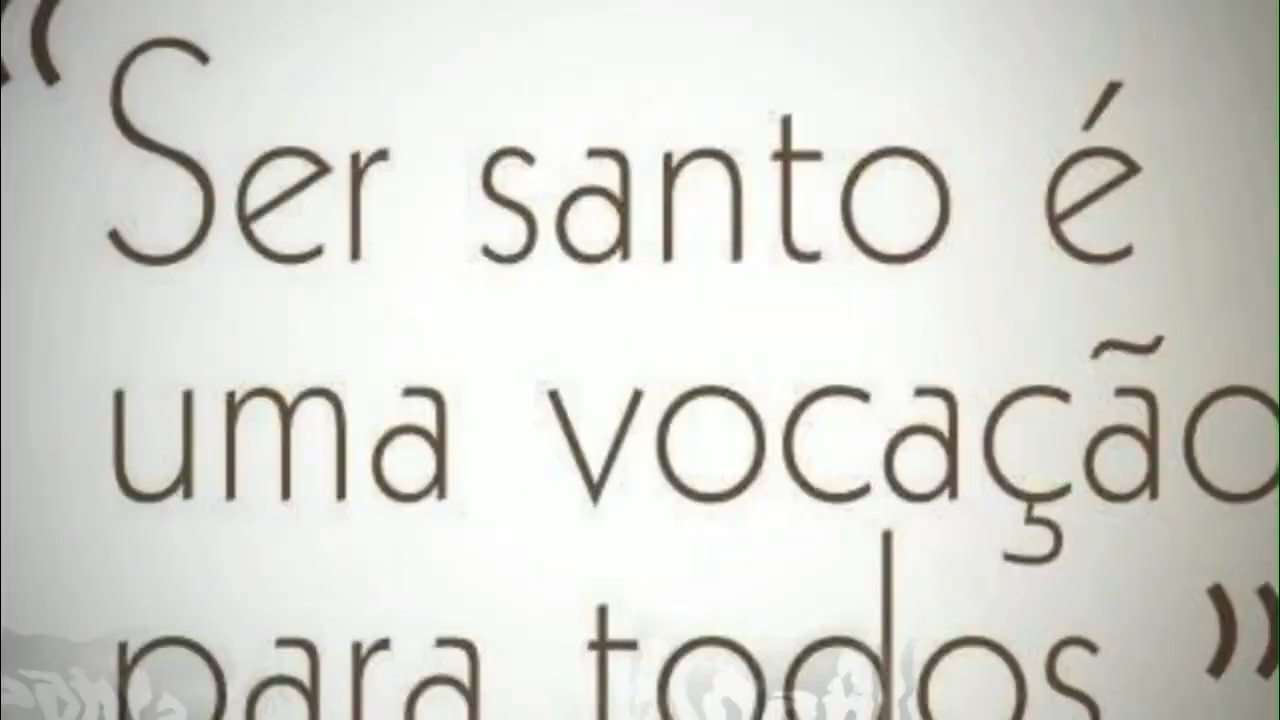 “Ser santo é
uma vocação
para todos”